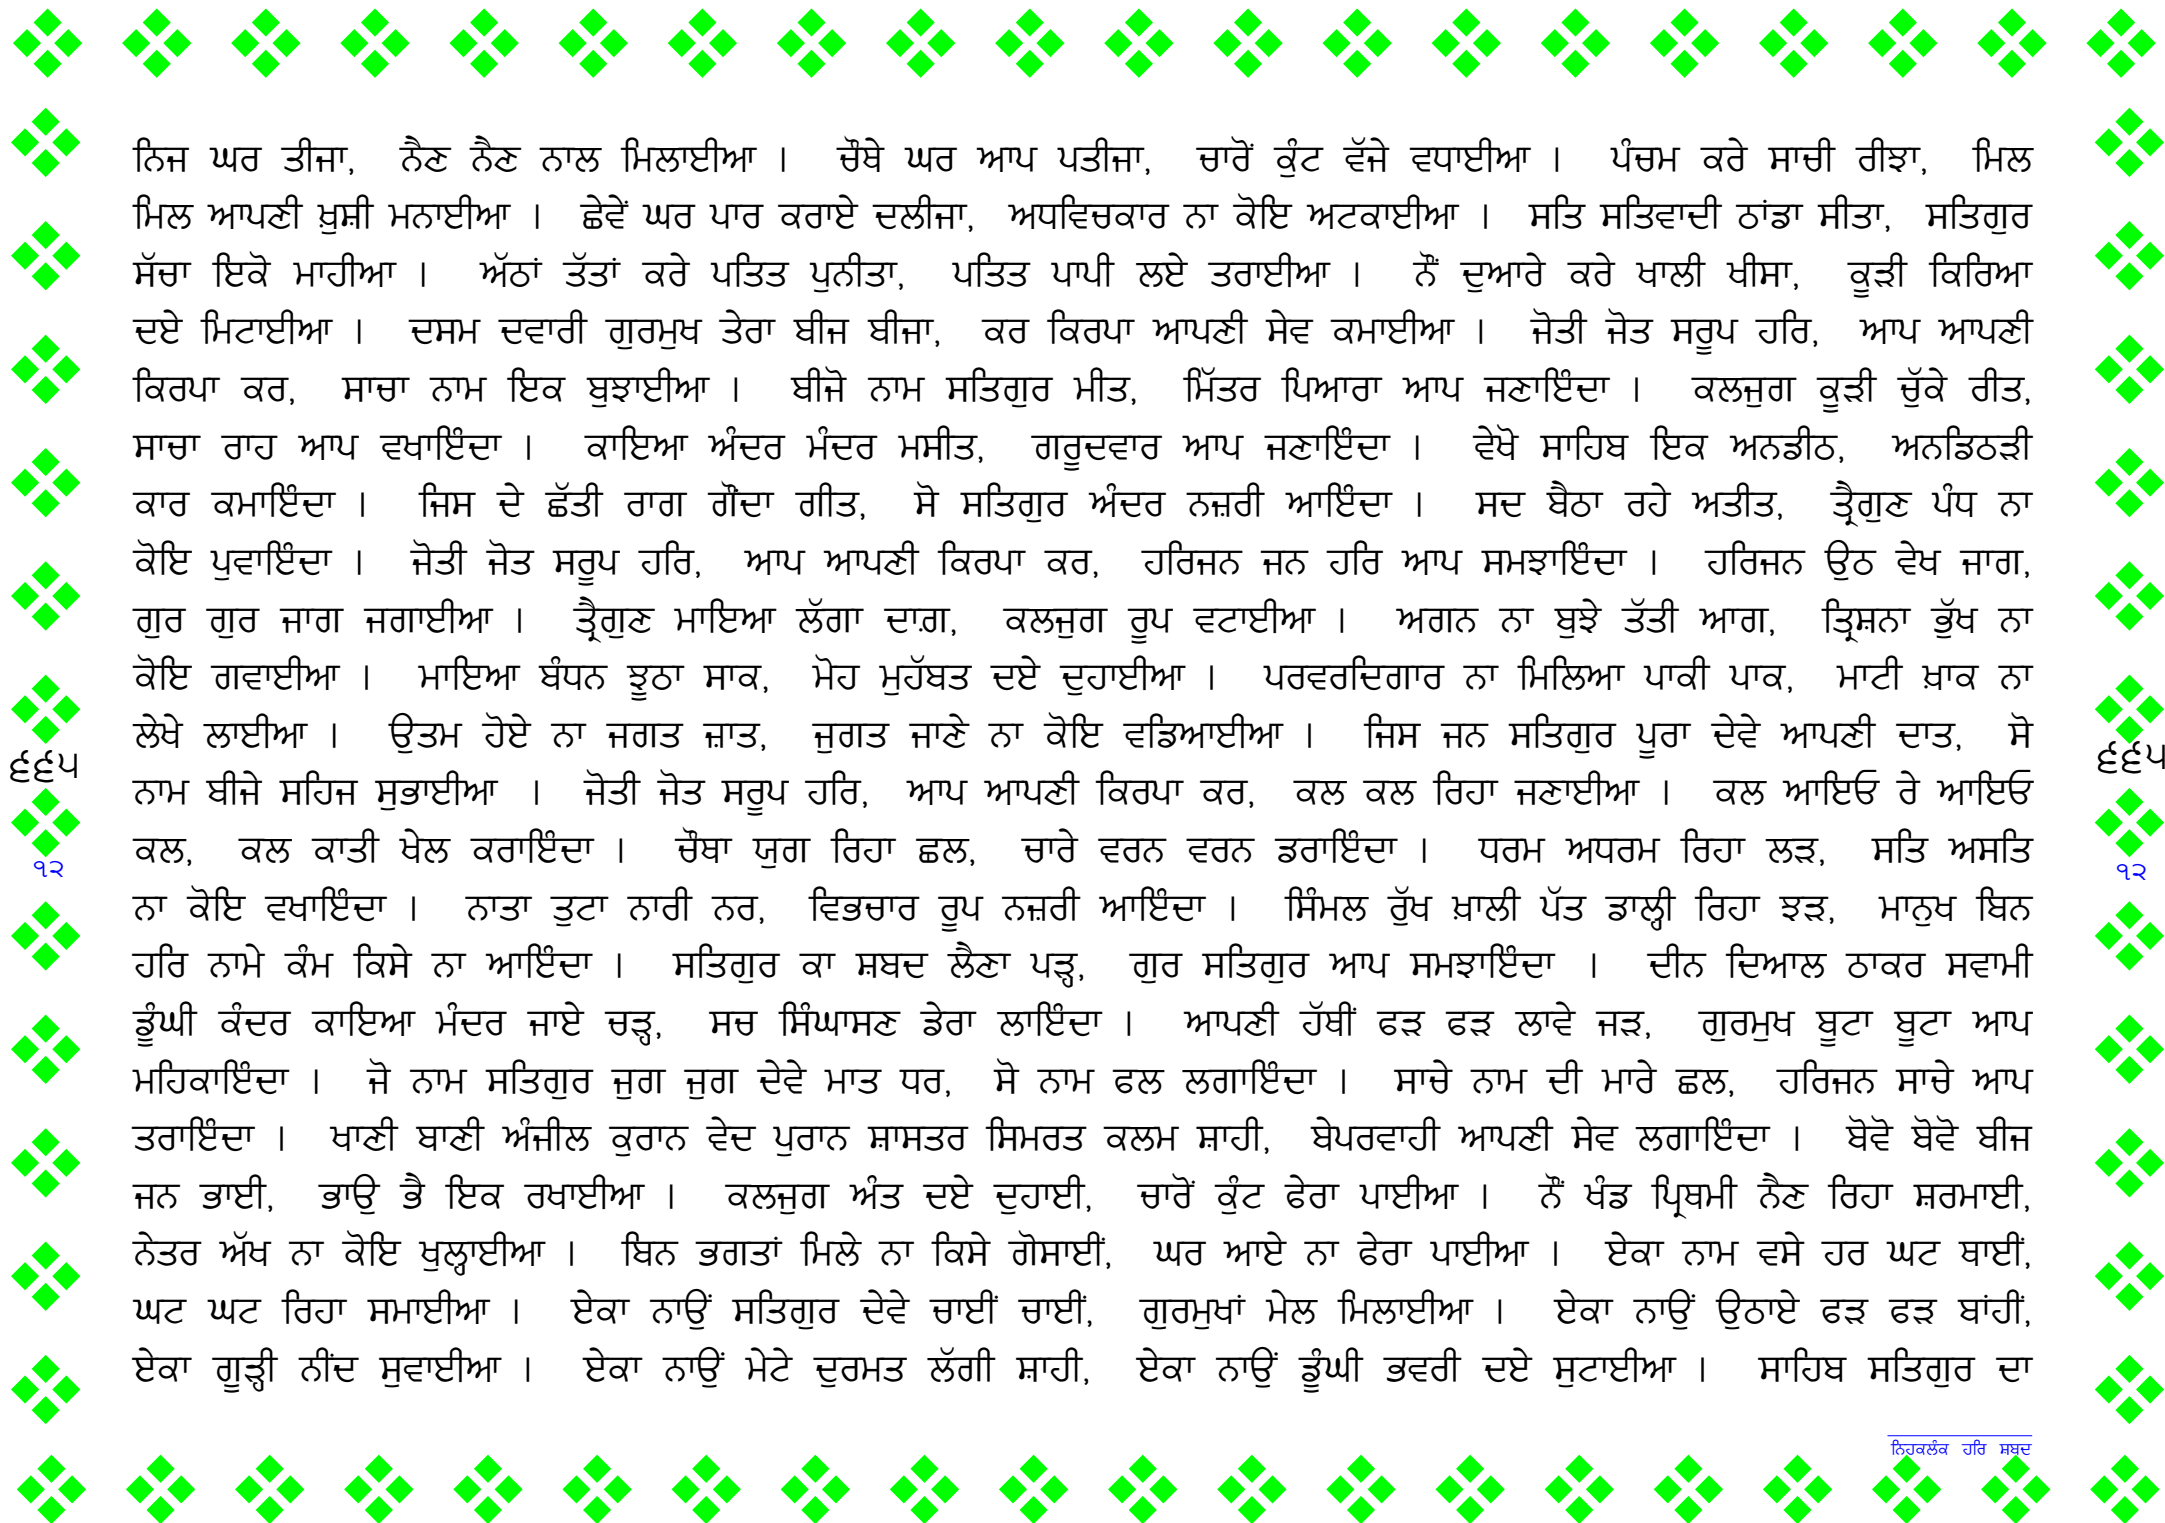 ਨਿਜ ਘਰ ਤੀਜਾ, ਨੈਣ ਨੈਣ ਨਾਲ ਮਿਲਾਈਆ । ਚੌਥੇ ਘਰ ਆਪ ਪਤੀਜਾ, ਚਾਰੋਂ ਕੁੰਟ ਵੱਜੇ ਵਧਾਈਆ । ਪੰਚਮ ਕਰੇ ਸਾਚੀ ਰੀਝਾ, ਮਿਲ
ਮਿਲ ਆਪਣੀ ਖ਼ੁਸ਼ੀ ਮਨਾਈਆ । ਛੇਵੇਂ ਘਰ ਪਾਰ ਕਰਾਏ ਦਲੀਜਾ, ਅਧਵਿਚਕਾਰ ਨਾ ਕੋਇ ਅਟਕਾਈਆ । ਸਤਿ ਸਤਿਵਾਦੀ ਠਾਂਡਾ ਸੀਤਾ, ਸਤਿਗੁਰ
ਸੱਚਾ ਇਕੋ ਮਾਹੀਆ । ਅੱਠਾਂ ਤੱਤਾਂ ਕਰੇ ਪਤਿਤ ਪੁਨੀਤਾ, ਪਤਿਤ ਪਾਪੀ ਲਏ ਤਰਾਈਆ । ਨੌਂ ਦੁਆਰੇ ਕਰੇ ਖਾਲੀ ਖੀਸਾ, ਕੂੜੀ ਕਿਰਿਆ
ਦਏ ਮਿਟਾਈਆ । ਦਸਮ ਦਵਾਰੀ ਗੁਰਮੁਖ ਤੇਰਾ ਬੀਜ ਬੀਜਾ, ਕਰ ਕਿਰਪਾ ਆਪਣੀ ਸੇਵ ਕਮਾਈਆ । ਜੋਤੀ ਜੋਤ ਸਰੂਪ ਹਰਿ, ਆਪ ਆਪਣੀ
ਕਿਰਪਾ ਕਰ, ਸਾਚਾ ਨਾਮ ਇਕ ਬੁਝਾਈਆ । ਬੀਜੋ ਨਾਮ ਸਤਿਗੁਰ ਮੀਤ, ਮਿੱਤਰ ਪਿਆਰਾ ਆਪ ਜਣਾਇੰਦਾ । ਕਲਜੁਗ ਕੂੜੀ ਚੁੱਕੇ ਰੀਤ,
ਸਾਚਾ ਰਾਹ ਆਪ ਵਖਾਇੰਦਾ । ਕਾਇਆ ਅੰਦਰ ਮੰਦਰ ਮਸੀਤ, ਗਰੂਦਵਾਰ ਆਪ ਜਣਾਇੰਦਾ । ਵੇਖੋ ਸਾਹਿਬ ਇਕ ਅਨਡੀਠ, ਅਨਡਿਠੜੀ
ਕਾਰ ਕਮਾਇੰਦਾ । ਜਿਸ ਦੇ ਛੱਤੀ ਰਾਗ ਗੌਂਦਾ ਗੀਤ, ਸੋ ਸਤਿਗੁਰ ਅੰਦਰ ਨਜ਼ਰੀ ਆਇੰਦਾ । ਸਦ ਬੈਠਾ ਰਹੇ ਅਤੀਤ, ਤ੍ਰੈਗੁਣ ਪੰਧ ਨਾ
ਕੋਇ ਪੁਵਾਇੰਦਾ । ਜੋਤੀ ਜੋਤ ਸਰੂਪ ਹਰਿ, ਆਪ ਆਪਣੀ ਕਿਰਪਾ ਕਰ, ਹਰਿਜਨ ਜਨ ਹਰਿ ਆਪ ਸਮਝਾਇੰਦਾ । ਹਰਿਜਨ ਉਠ ਵੇਖ ਜਾਗ,
ਗੁਰ ਗੁਰ ਜਾਗ ਜਗਾਈਆ । ਤ੍ਰੈਗੁਣ ਮਾਇਆ ਲੱਗਾ ਦਾਗ਼, ਕਲਜੁਗ ਰੂਪ ਵਟਾਈਆ । ਅਗਨ ਨਾ ਬੁਝੇ ਤੱਤੀ ਆਗ, ਤ੍ਰਿਸ਼ਨਾ ਭੁੱਖ ਨਾ
ਕੋਇ ਗਵਾਈਆ । ਮਾਇਆ ਬੰਧਨ ਝੂਠਾ ਸਾਕ, ਮੋਹ ਮੁਹੱਬਤ ਦਏ ਦੁਹਾਈਆ । ਪਰਵਰਦਿਗਾਰ ਨਾ ਮਿਲਿਆ ਪਾਕੀ ਪਾਕ, ਮਾਟੀ ਖ਼ਾਕ ਨਾ
ਲੇਖੇ ਲਾਈਆ । ਉਤਮ ਹੋਏ ਨਾ ਜਗਤ ਜ਼ਾਤ, ਜੁਗਤ ਜਾਣੇ ਨਾ ਕੋਇ ਵਡਿਆਈਆ । ਜਿਸ ਜਨ ਸਤਿਗੁਰ ਪੂਰਾ ਦੇਵੇ ਆਪਣੀ ਦਾਤ, ਸੋ
ਨਾਮ ਬੀਜੇ ਸਹਿਜ ਸੁਭਾਈਆ । ਜੋਤੀ ਜੋਤ ਸਰੂਪ ਹਰਿ, ਆਪ ਆਪਣੀ ਕਿਰਪਾ ਕਰ, ਕਲ ਕਲ ਰਿਹਾ ਜਣਾਈਆ । ਕਲ ਆਇਓ ਰੇ ਆਇਓ
ਕਲ, ਕਲ ਕਾਤੀ ਖੇਲ ਕਰਾਇੰਦਾ । ਚੌਥਾ ਯੁਗ ਰਿਹਾ ਛਲ, ਚਾਰੇ ਵਰਨ ਵਰਨ ਡਰਾਇੰਦਾ । ਧਰਮ ਅਧਰਮ ਰਿਹਾ ਲੜ, ਸਤਿ ਅਸਤਿ
ਨਾ ਕੋਇ ਵਖਾਇੰਦਾ । ਨਾਤਾ ਤੁਟਾ ਨਾਰੀ ਨਰ, ਵਿਭਚਾਰ ਰੂਪ ਨਜ਼ਰੀ ਆਇੰਦਾ । ਸਿੰਮਲ ਰੁੱਖ ਖ਼ਾਲੀ ਪੱਤ ਡਾਲ੍ਹੀ ਰਿਹਾ ਝੜ, ਮਾਨੁਖ ਬਿਨ
ਹਰਿ ਨਾਮੇ ਕੰਮ ਕਿਸੇ ਨਾ ਆਇੰਦਾ । ਸਤਿਗੁਰ ਕਾ ਸ਼ਬਦ ਲੈਣਾ ਪੜ੍ਹ, ਗੁਰ ਸਤਿਗੁਰ ਆਪ ਸਮਝਾਇੰਦਾ । ਦੀਨ ਦਿਆਲ ਠਾਕਰ ਸਵਾਮੀ
ਡੂੰਘੀ ਕੰਦਰ ਕਾਇਆ ਮੰਦਰ ਜਾਏ ਚੜ੍ਹ, ਸਚ ਸਿੰਘਾਸਣ ਡੇਰਾ ਲਾਇੰਦਾ । ਆਪਣੀ ਹੱਥੀਂ ਫੜ ਫੜ ਲਾਵੇ ਜੜ, ਗੁਰਮੁਖ ਬੂਟਾ ਬੂਟਾ ਆਪ
ਮਹਿਕਾਇੰਦਾ । ਜੋ ਨਾਮ ਸਤਿਗੁਰ ਜੁਗ ਜੁਗ ਦੇਵੇ ਮਾਤ ਧਰ, ਸੋ ਨਾਮ ਫਲ ਲਗਾਇੰਦਾ । ਸਾਚੇ ਨਾਮ ਦੀ ਮਾਰੇ ਛਲ, ਹਰਿਜਨ ਸਾਚੇ ਆਪ
ਤਰਾਇੰਦਾ । ਖਾਣੀ ਬਾਣੀ ਅੰਜੀਲ ਕੁਰਾਨ ਵੇਦ ਪੁਰਾਨ ਸ਼ਾਸਤਰ ਸਿਮਰਤ ਕਲਮ ਸ਼ਾਹੀ, ਬੇਪਰਵਾਹੀ ਆਪਣੀ ਸੇਵ ਲਗਾਇੰਦਾ । ਬੋਵੋ ਬੋਵੋ ਬੀਜ
ਜਨ ਭਾਈ, ਭਾਉ ਭੈ ਇਕ ਰਖਾਈਆ । ਕਲਜੁਗ ਅੰਤ ਦਏ ਦੁਹਾਈ, ਚਾਰੋਂ ਕੁੰਟ ਫੇਰਾ ਪਾਈਆ । ਨੌਂ ਖੰਡ ਪ੍ਰਿਥਮੀ ਨੈਣ ਰਿਹਾ ਸ਼ਰਮਾਈ,
ਨੇਤਰ ਅੱਖ ਨਾ ਕੋਇ ਖੁਲ੍ਹਾਈਆ । ਬਿਨ ਭਗਤਾਂ ਮਿਲੇ ਨਾ ਕਿਸੇ ਗੋਸਾਈਂ, ਘਰ ਆਏ ਨਾ ਫੇਰਾ ਪਾਈਆ । ਏਕਾ ਨਾਮ ਵਸੇ ਹਰ ਘਟ ਥਾਈਂ,
ਘਟ ਘਟ ਰਿਹਾ ਸਮਾਈਆ । ਏਕਾ ਨਾਉਂ ਸਤਿਗੁਰ ਦੇਵੇ ਚਾਈਂ ਚਾਈਂ, ਗੁਰਮੁਖਾਂ ਮੇਲ ਮਿਲਾਈਆ । ਏਕਾ ਨਾਉਂ ਉਠਾਏ ਫੜ ਫੜ ਬਾਂਹੀਂ,
ਏਕਾ ਗੂੜ੍ਹੀ ਨੀਂਦ ਸੁਵਾਈਆ । ਏਕਾ ਨਾਉਂ ਮੇਟੇ ਦੁਰਮਤ ਲੱਗੀ ਸ਼ਾਹੀ, ਏਕਾ ਨਾਉਂ ਡੂੰਘੀ ਭਵਰੀ ਦਏ ਸੁਟਾਈਆ । ਸਾਹਿਬ ਸਤਿਗੁਰ ਦਾ
੬੬੫
੧੨
੬੬੫
੧੨
ਨਿਹਕਲੰਕ ਹਰਿ ਸ਼ਬਦ